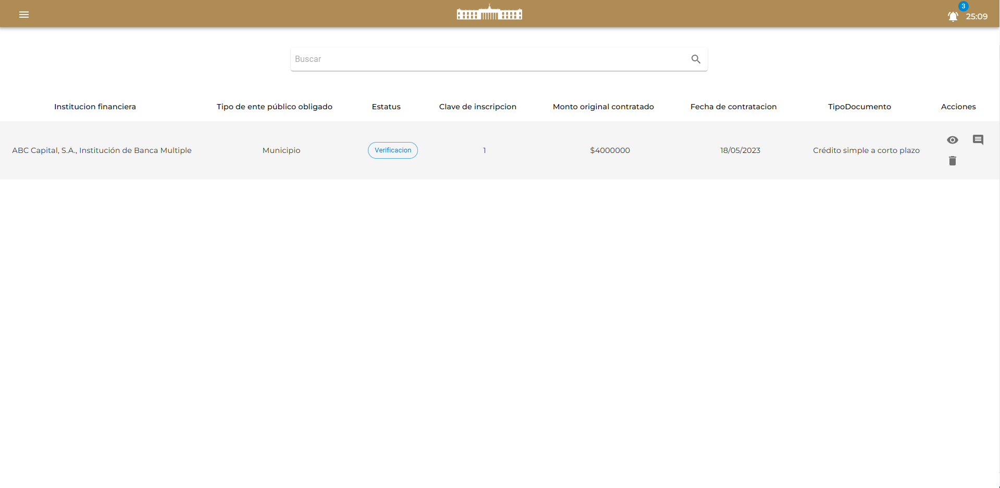 3
25:09
Buscar
Institucion financiera Tipo de ente público obligado Estatus Clave de inscripcion Monto original contratado Fecha de contratacion TipoDocumento Acciones
ABC Capital, S.A., Institución de Banca Multiple Municipio Verificacion 1 $4000000 18/05/2023 Crédito simple a corto plazo